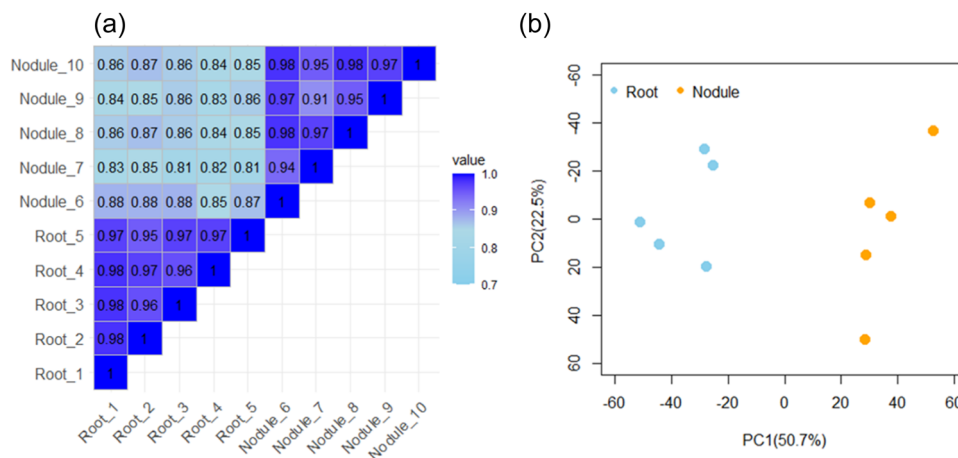 (a)
Nodule_10 0.86 0.87 0.86 0.84 0.85 0.98 0.95 0.98 0.97 1
Nodule_9 0.84 0.85 0.86 0.83 0.86 0.97 0.91 0.95 1
Nodule_8 0.86 0.87 0.86 0.84 0.85 0.98 0.97 1
Nodule_7 0.83 0.85 0.81 0.82 0.81 0.94 1
Nodule_6 0.88 0.88 0.88 0.85 0.87 1
Root_5 0.97 0.95 0.97 0.97 1
Root_4 0.98 0.97 0.96 1
Root_3 0.98 0.96 1
Root_2 0.98 1
Root_1 1
Root_1 Root_2 Root_3 Root_4 Root_5 Nodule_6 Nodule_7 Nodule_8 Nodule_9 Nodule_10
value
1.0
0.9
0.8
0.7
(b)
Root Nodule
PC2(22.5%)
-60
-40
-20
0
20
40
60
-60 -40 -20 0 20 40 60
PC1(50.7%)